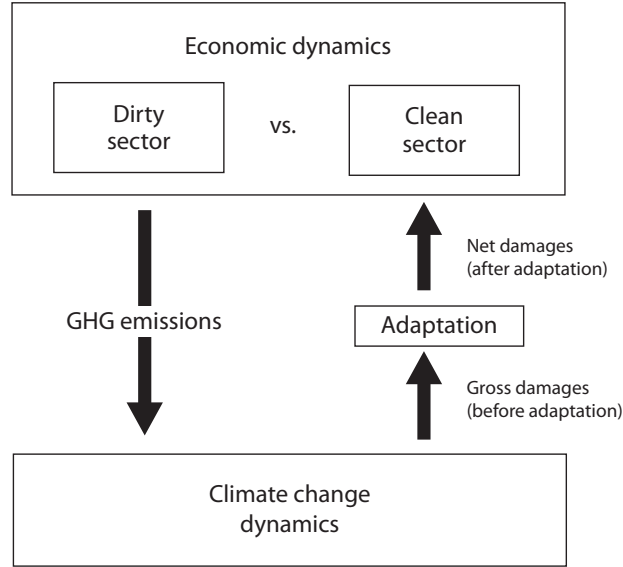 Economic dynamics
Dirty
sector
vs.
Clean
sector
Net damages
(after adaptation)
GHG emissions
Adaptation
Gross damages
(before adaptation)
Climate change
dynamics